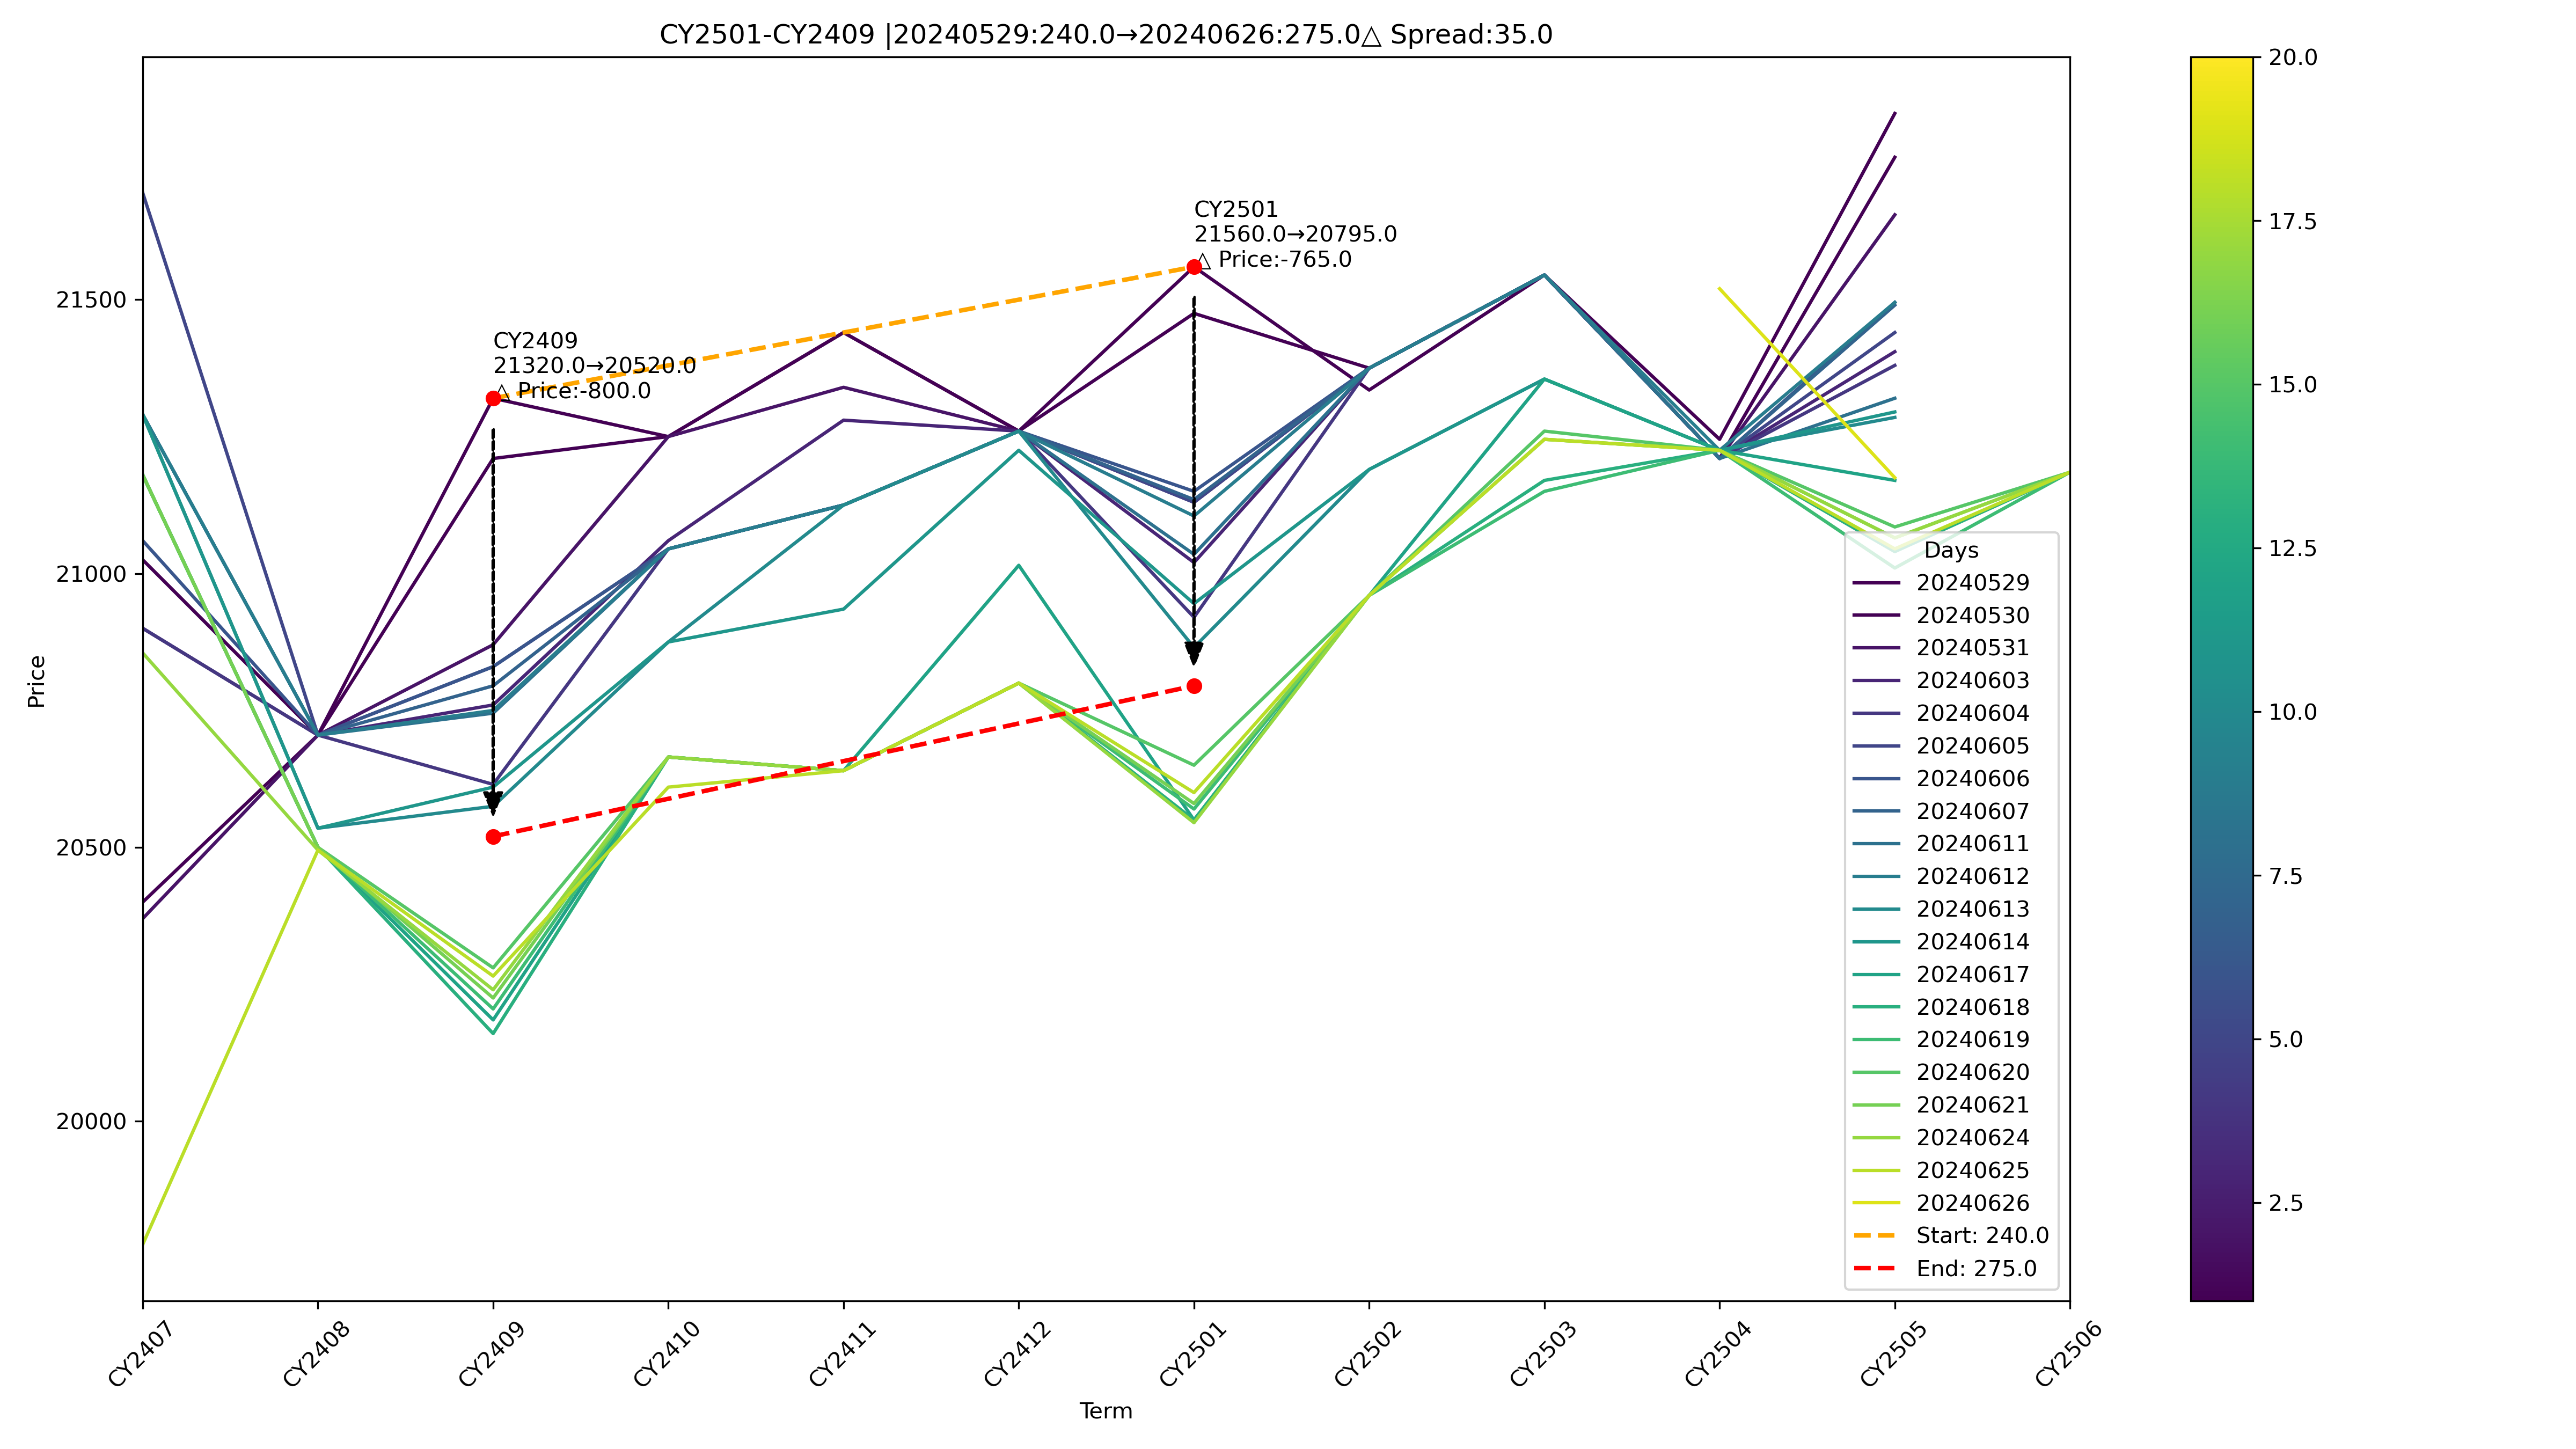 CY2501-CY2409 |20240529:240.0→20240626:275.0△ Spread:35.0
CY2501
21560.0→20795.0
△ Price:-765.0
CY2409
21320.0→20520.0
△ Price:-800.0
Price
21500
21000
20500
20000
CY2407
CY2408
CY2409
CY2410
CY2411
CY2412
CY2501
CY2502
CY2503
CY2504
CY2505
CY2506
Term
Days
20240529
20240530
20240531
20240603
20240604
20240605
20240606
20240607
20240611
20240612
20240613
20240614
20240617
20240618
20240619
20240620
20240621
20240624
20240625
20240626
Start: 240.0
End: 275.0
20.0
17.5
15.0
12.5
10.0
7.5
5.0
2.5